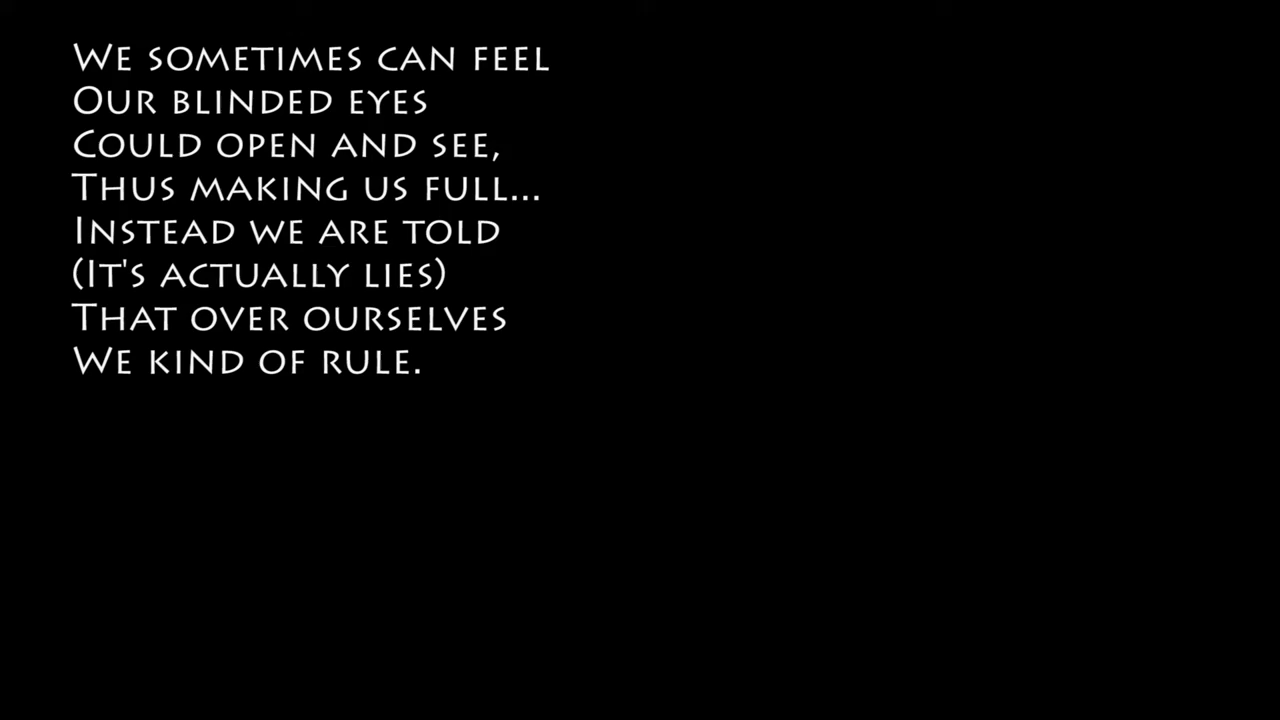 We sometimes can feel
Our blinded eyes
Could open and see,
Thus making us full...
Instead we are told
(It's actually lies)
That over ourselves
We kind of rule.